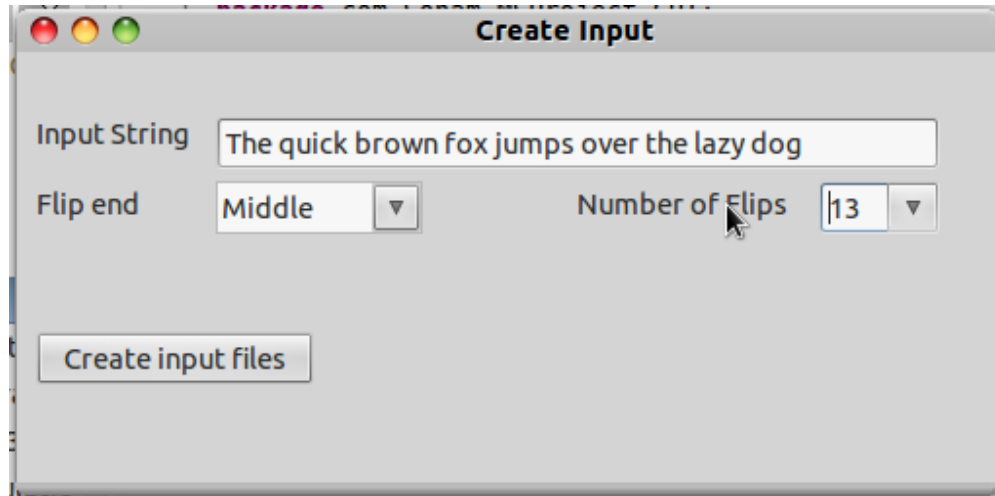 Create Input
Input String The quick brown fox jumps over the lazy dog
Flip end Middle Number of Flips 13
Create input files